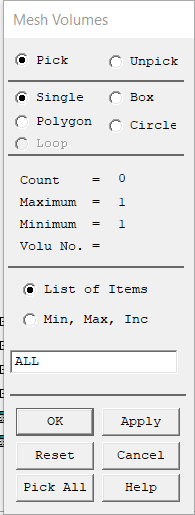 Mesh Volumes
Pick Unpick
Single Box
Polygon Circle
Loop
Count = 0
Maximum = 1
Minimum = 1
Volu No. =
List of Items
Min, Max, Inc
ALL
OK Apply
Reset Cancel
Pick All Help